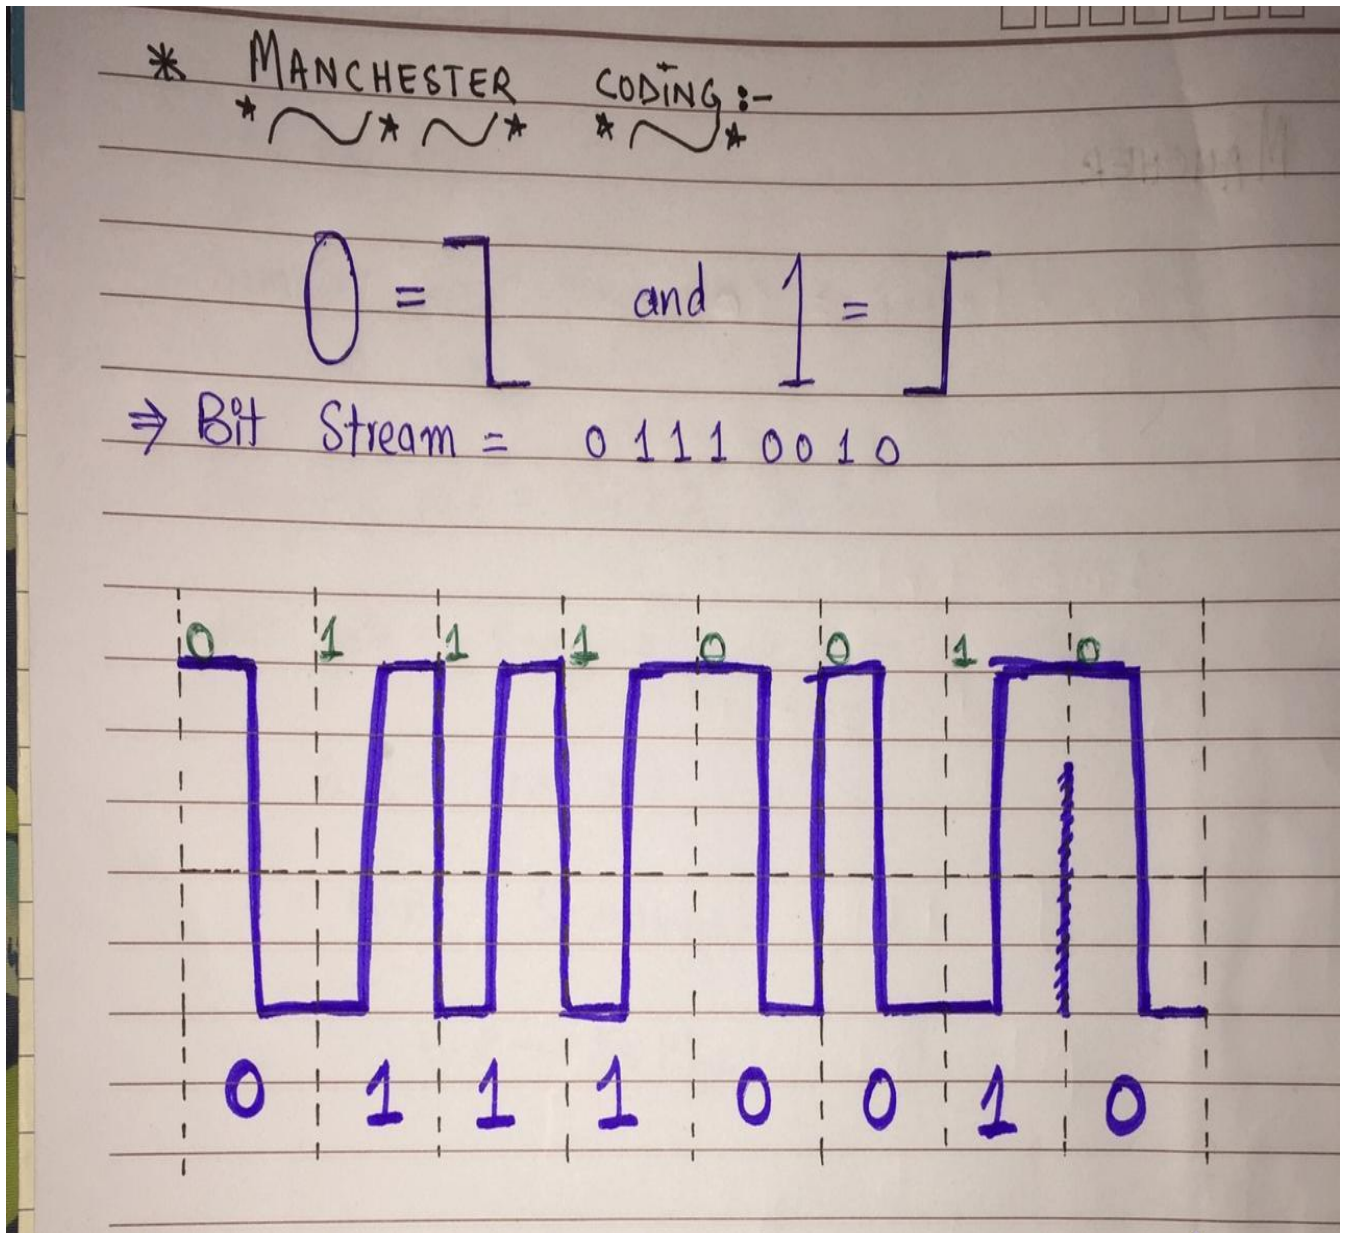 * MANCHESTER CODING :-
0 = and 1 =
⇒ Bit Stream = 0 1 1 1 0 0 1 0
0 1 1 1 0 0 1 0
0 1 1 1 0 0 1 0